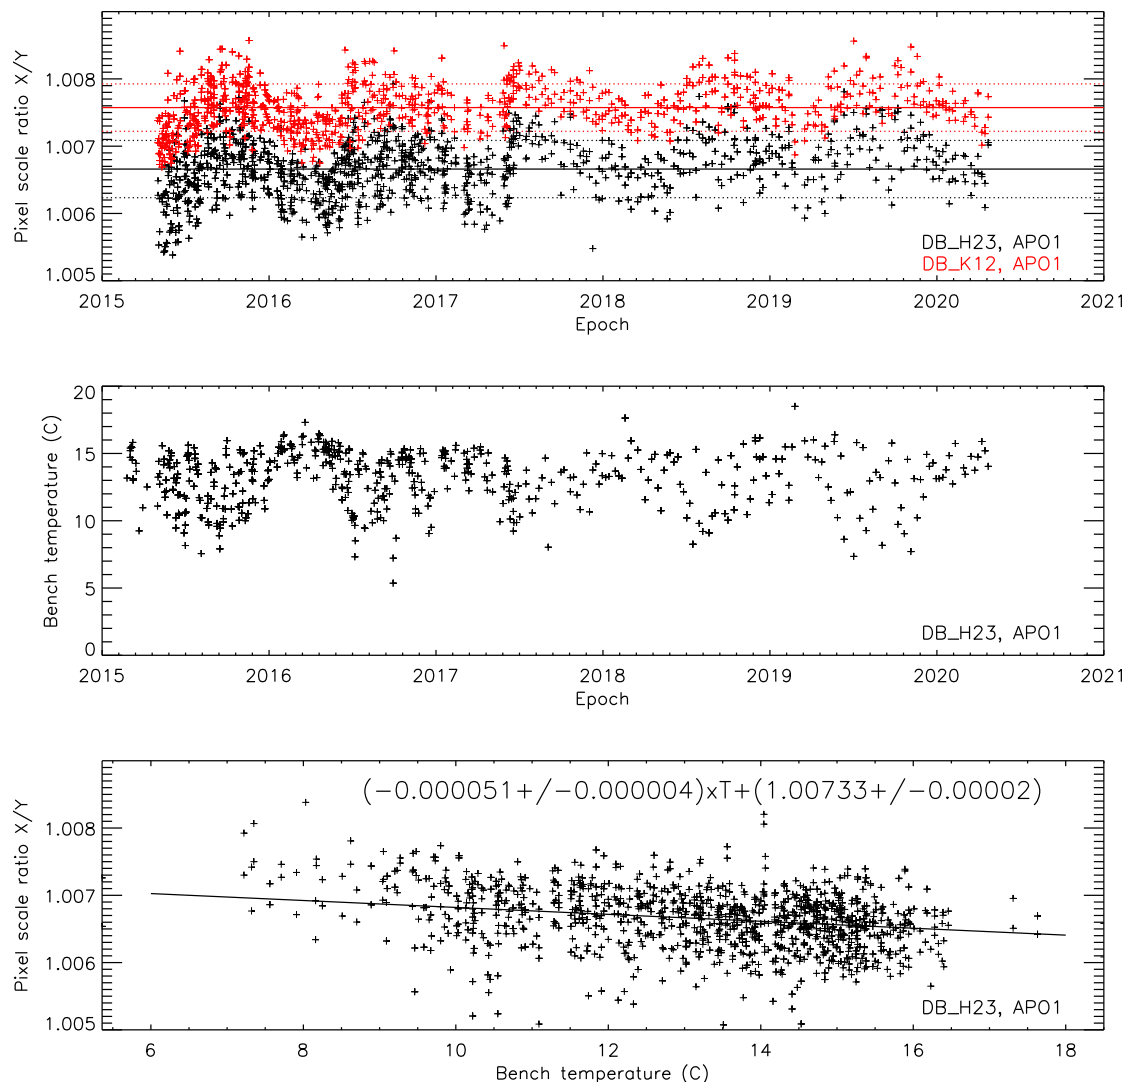 Pixel scale ratio X/Y
1.008
1.007
1.006
1.005
DB_H23, APO1
DB_K12, APO1
2015 2016 2017 2018 2019 2020 2021
Epoch
Bench temperature (C)
20
15
10
5
0
DB_H23, APO1
2015 2016 2017 2018 2019 2020 2021
Epoch
(-0.000051+/-0.000004)xT+(1.00733+/-0.00002)
Pixel scale ratio X/Y
1.008
1.007
1.006
1.005
DB_H23, APO1
6 8 10 12 14 16 18
Bench temperature (C)